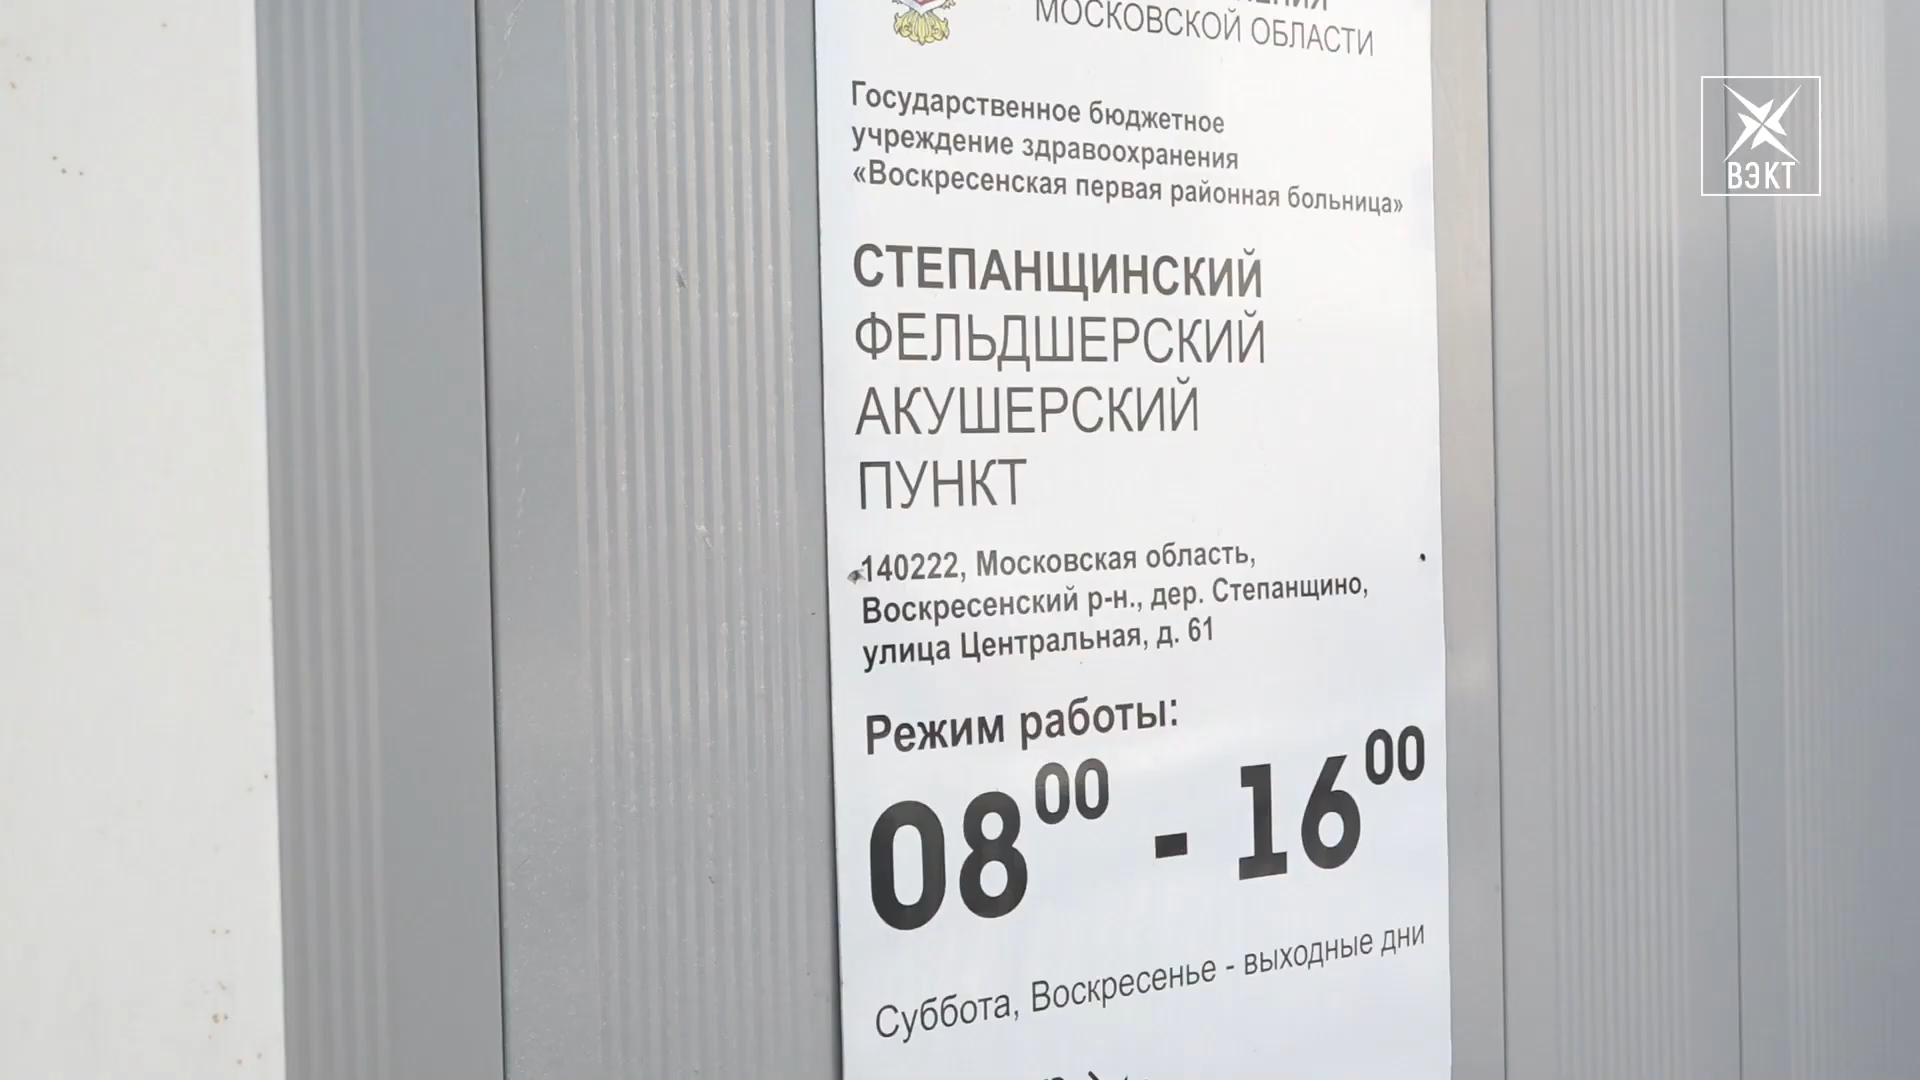 МОСКОВСКОЙ ОБЛАСТИ
Государственное бюджетное
учреждение здравоохранения
«Воскресенская первая районная больница»
СТЕПАНЩИНСКИЙ
ФЕЛЬДШЕРСКИЙ
АКУШЕРСКИЙ
ПУНКТ
140222, Московская область,
Воскресенский р-н., дер. Степанщино,
улица Центральная, д. 61
Режим работы:
08 00 - 16 00
Суббота, Воскресенье - выходные дни
ВЭКТ